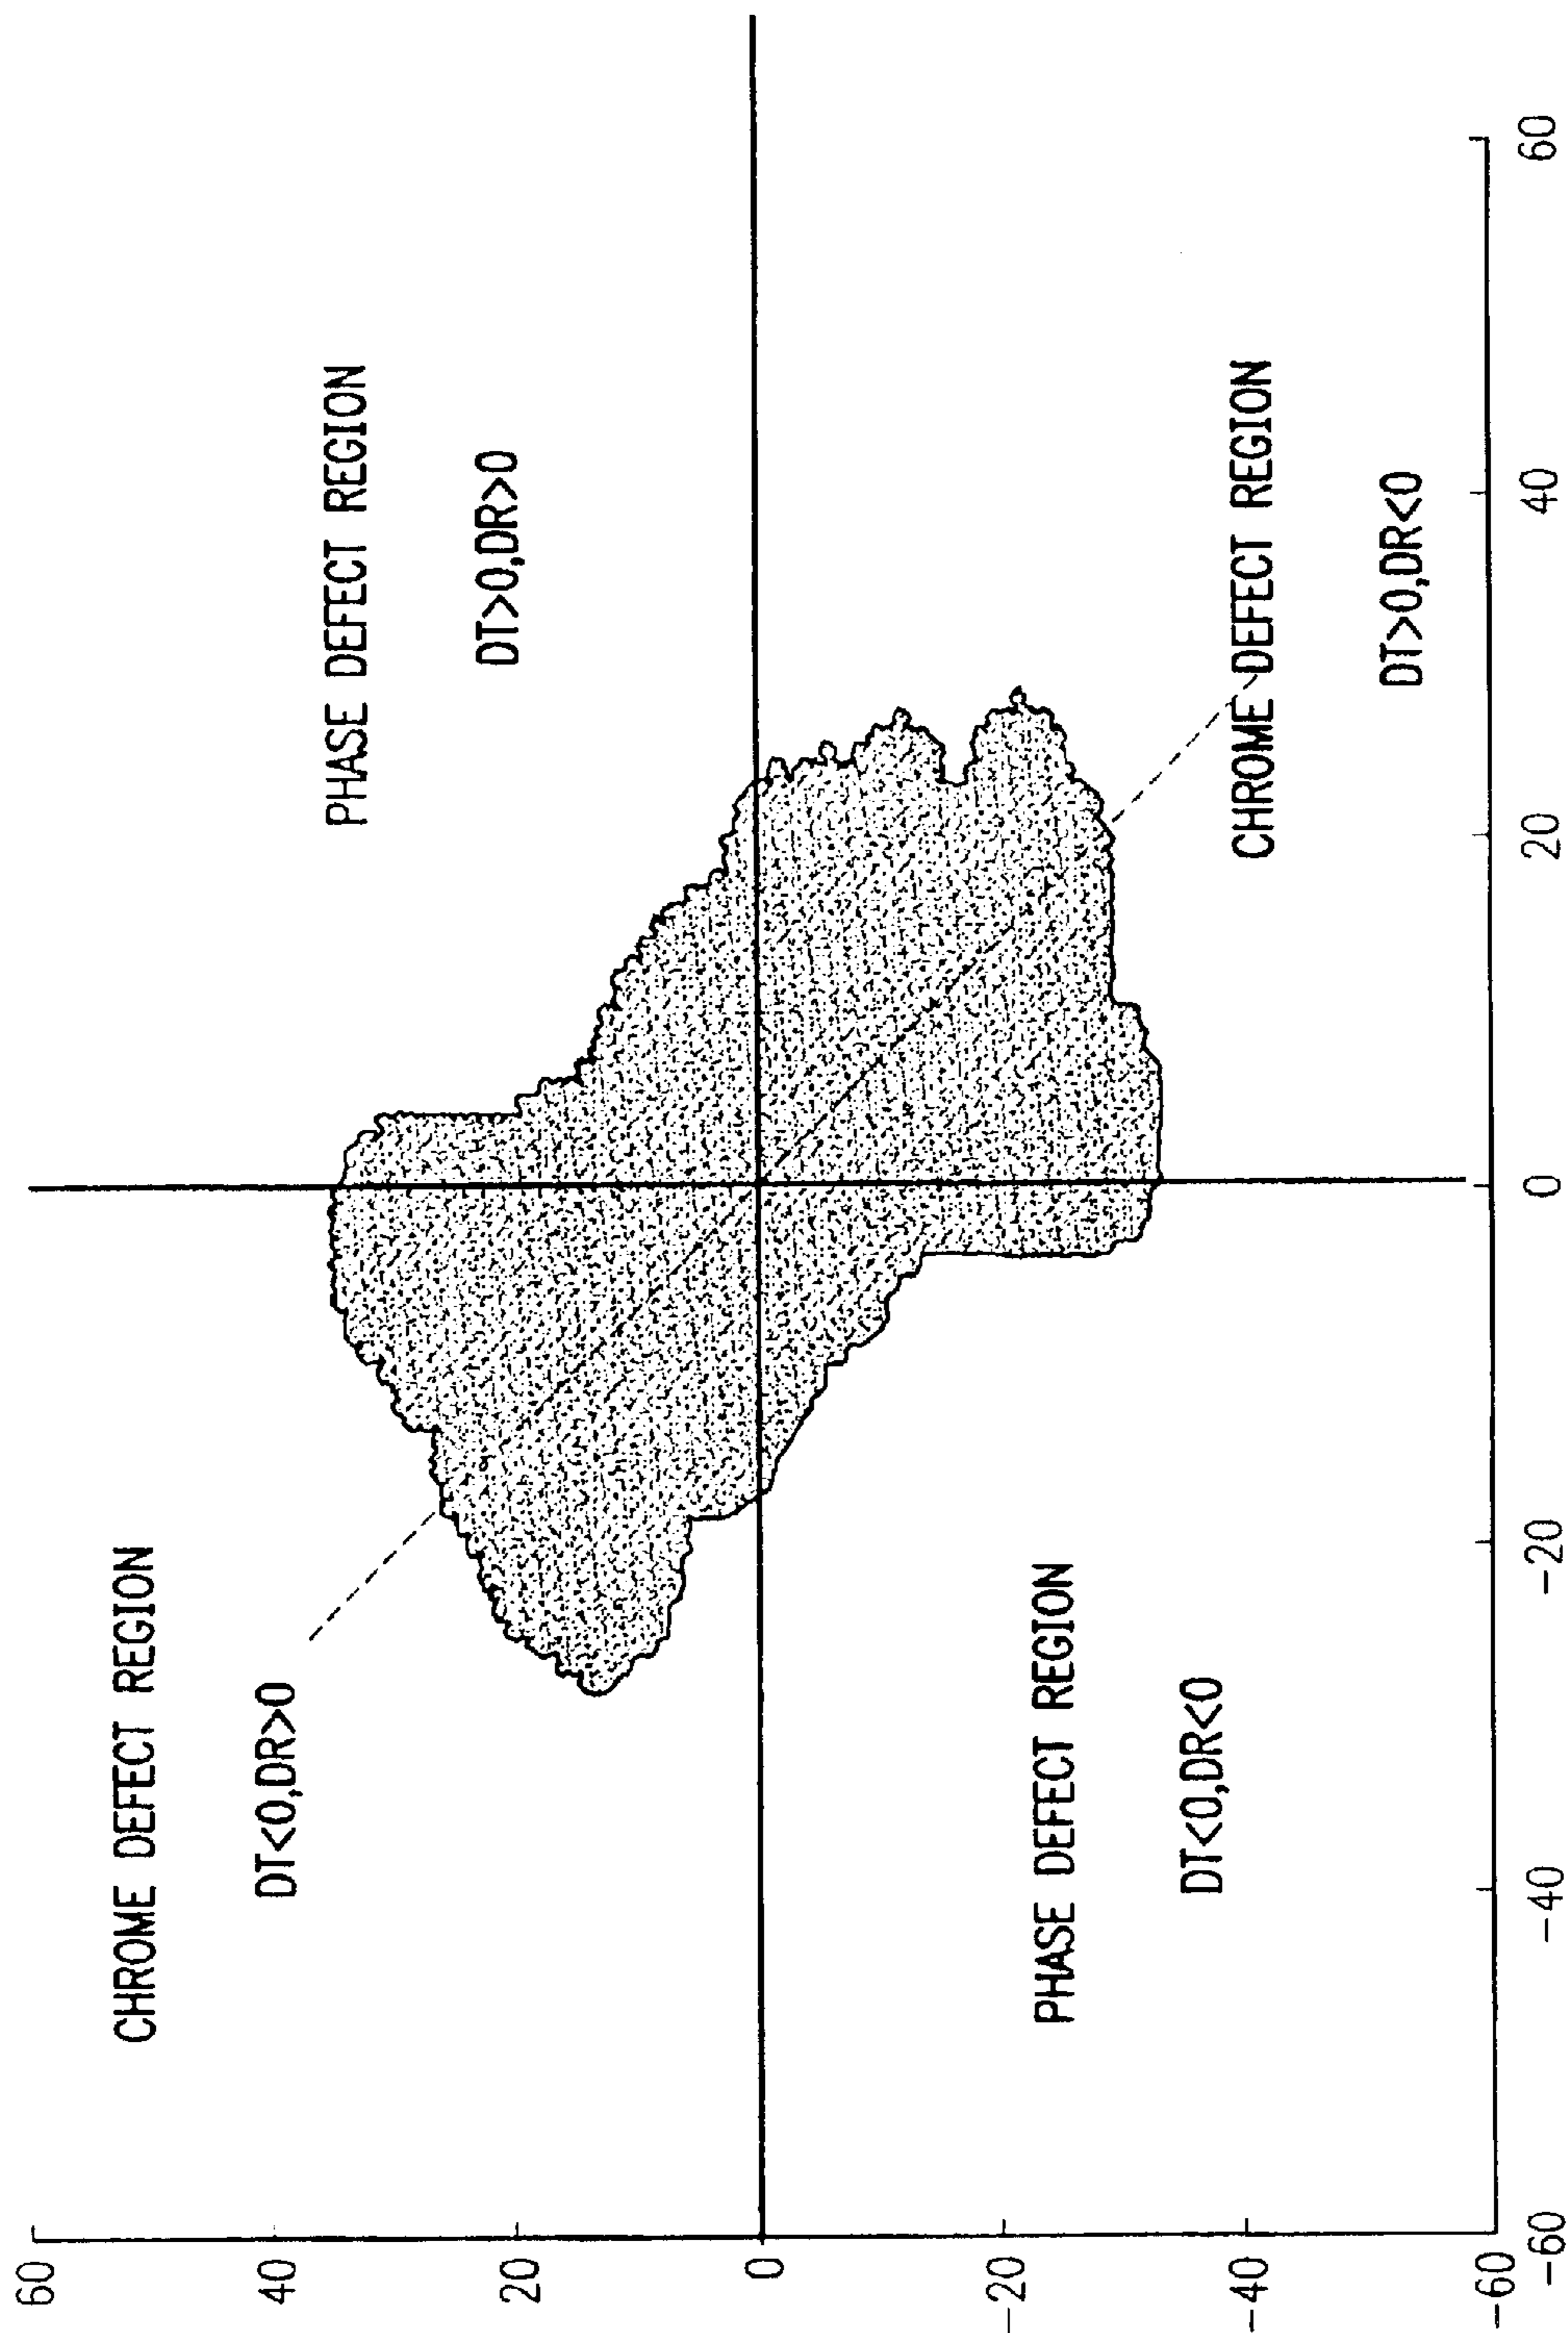 CHROME DEFECT REGION
DT<0,DR>0
PHASE DEFECT REGION
DT>0,DR>0
PHASE DEFECT REGION
DT<0,DR<0
CHROME DEFECT REGION
DT>0,DR<0
60
40
20
0
-20
-40
-60
-60
-40
-20
0
20
40
60